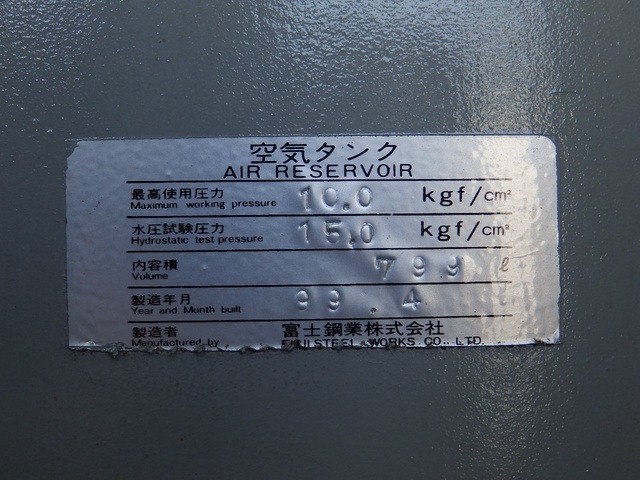 空気タンク
AIR RESERVOIR
最高使用圧力 10.0 kgf/cm²
Maximum working pressure
水圧試験圧力 15.0 kgf/cm²
Hydrostatic test pressure
内容積 799 ℓ
Volume
製造年月 99.4
Year and Month built
製造者 富士鋼業株式会社
Manufactured by FUJI STEEL WORKS CO., LTD.